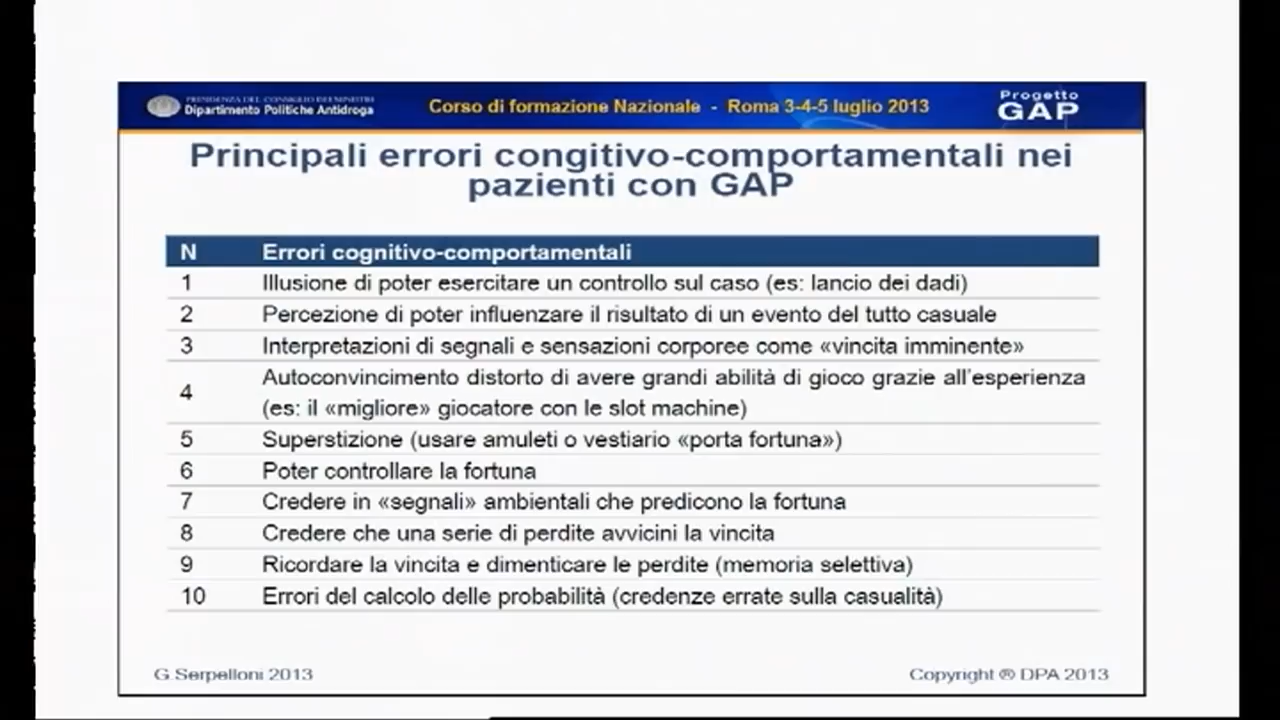 PRESIDENZA DEL CONSIGLIO DEI MINISTRI
Dipartimento Politiche Antidroga
Corso di formazione Nazionale - Roma 3-4-5 luglio 2013
Progetto
GAP
Principali errori congitivo-comportamentali nei
pazienti con GAP
N Errori cognitivo-comportamentali
1 Illusione di poter esercitare un controllo sul caso (es: lancio dei dadi)
2 Percezione di poter influenzare il risultato di un evento del tutto casuale
3 Interpretazioni di segnali e sensazioni corporee come «vincita imminente»
4 Autoconvincimento distorto di avere grandi abilità di gioco grazie all'esperienza
(es: il «migliore» giocatore con le slot machine)
5 Superstizione (usare amuleti o vestiario «porta fortuna»)
6 Poter controllare la fortuna
7 Credere in «segnali» ambientali che predicono la fortuna
8 Credere che una serie di perdite avvicini la vincita
9 Ricordare la vincita e dimenticare le perdite (memoria selettiva)
10 Errori del calcolo delle probabilità (credenze errate sulla casualità)
G.Serpelloni 2013
Copyright ® DPA 2013